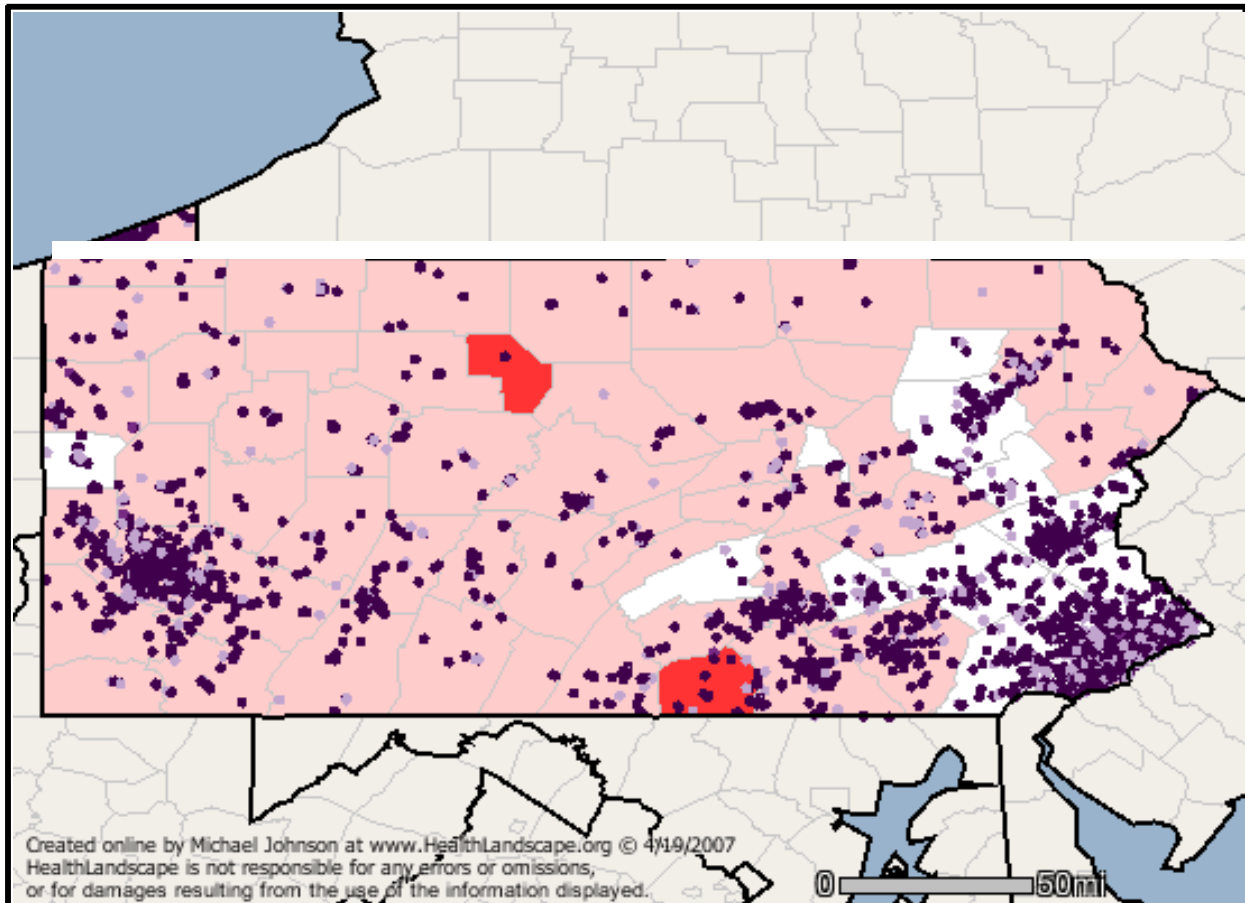 Created online by Michael Johnson at www.HealthLandscape.org © 4/19/2007
HealthLandscape is not responsible for any errors or omissions,
or for damages resulting from the use of the information displayed.
0 50mi